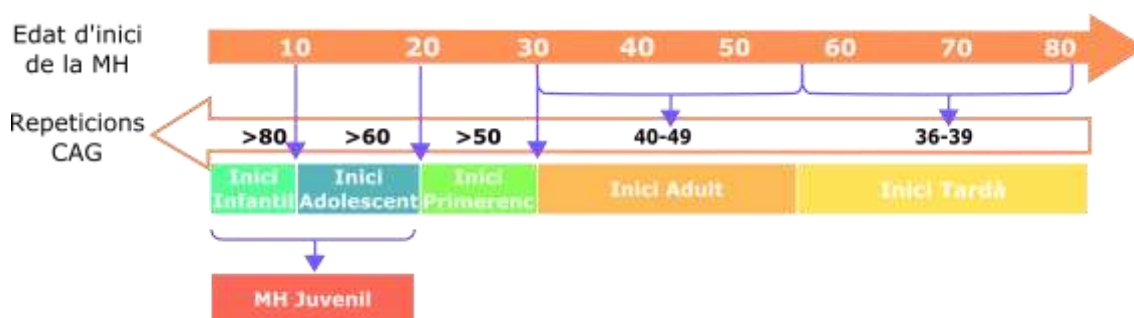 Edat d'inici
de la MH
10 20 30 40 50 60 70 80
Repeticions
CAG
>80 >60 >50 40-49 36-39
Inici
Infantil
Inici
Adolescent
Inici
Primerenc
Inici Adult
Inici Tardà
MH Juvenil